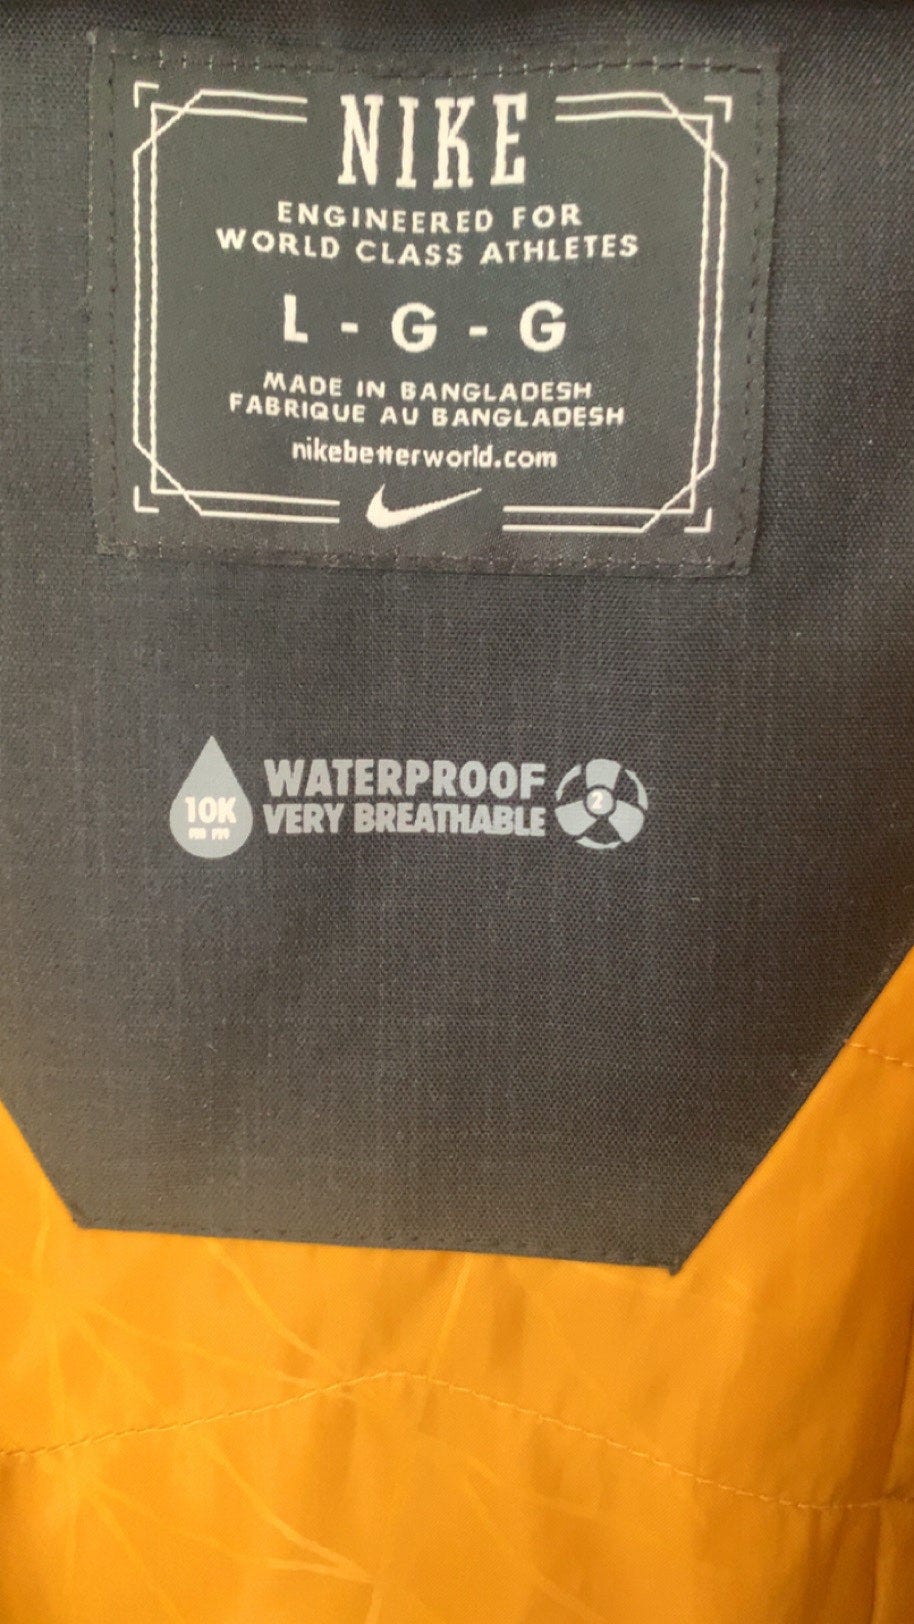 NIKE
ENGINEERED FOR
WORLD CLASS ATHLETES
L - G - G
MADE IN BANGLADESH
FABRIQUE AU BANGLADESH
nikebetterworld.com
10K
mm
WATERPROOF
VERY BREATHABLE
2